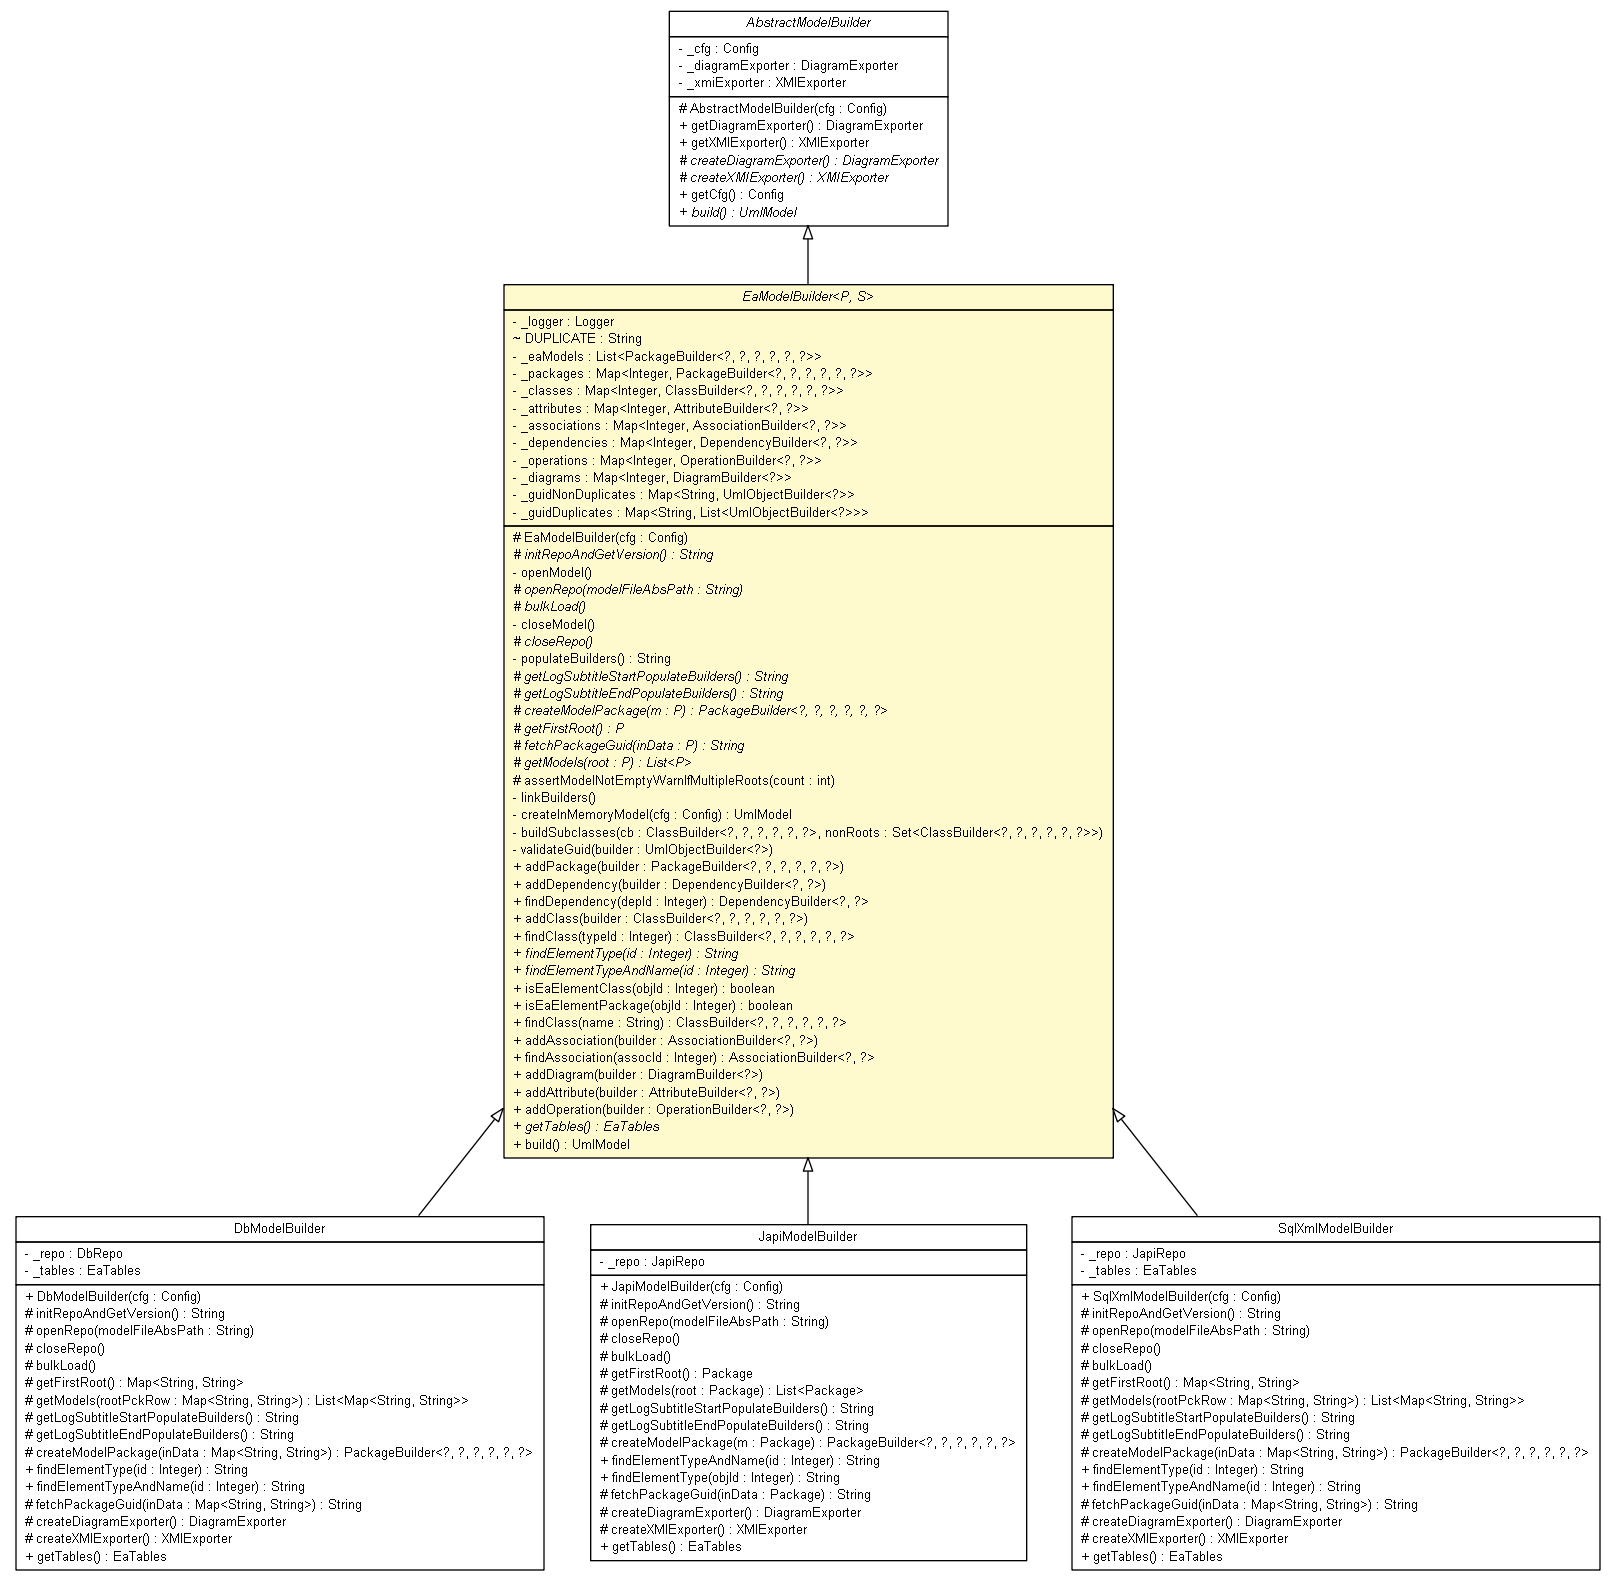 AbstractModelBuilder
- _cfg : Config
- _diagramExporter : DiagramExporter
- _xmiExporter : XMIExporter
# AbstractModelBuilder(cfg : Config)
+ getDiagramExporter() : DiagramExporter
+ getXMIExporter() : XMIExporter
# createDiagramExporter() : DiagramExporter
# createXMIExporter() : XMIExporter
+ getCfg() : Config
+ build() : UmlModel
EaModelBuilder<P, S>
- _logger : Logger
~ DUPLICATE : String
- _eaModels : List<PackageBuilder<?, ?, ?, ?, ?, ?>>
- _packages : Map<Integer, PackageBuilder<?, ?, ?, ?, ?, ?>>
- _classes : Map<Integer, ClassBuilder<?, ?, ?, ?, ?, ?>>
- _attributes : Map<Integer, AttributeBuilder<?, ?>>
- _associations : Map<Integer, AssociationBuilder<?, ?>>
- _dependencies : Map<Integer, DependencyBuilder<?, ?>>
- _operations : Map<Integer, OperationBuilder<?, ?>>
- _diagrams : Map<Integer, DiagramBuilder<?>>
- _guidNonDuplicates : Map<String, UmlObjectBuilder<?>>
- _guidDuplicates : Map<String, List<UmlObjectBuilder<?>>>
# EaModelBuilder(cfg : Config)
# initRepoAndGetVersion() : String
- openModel()
# openRepo(modelFileAbsPath : String)
# bulkLoad()
- closeModel()
# closeRepo()
- populateBuilders() : String
# getLogSubtitleStartPopulateBuilders() : String
# getLogSubtitleEndPopulateBuilders() : String
# createModelPackage(m : P) : PackageBuilder<?, ?, ?, ?, ?, ?>
# getFirstRoot() : P
# fetchPackageGuid(inData : P) : String
# getModels(root : P) : List<P>
# assertModelNotEmptyWarnIfMultipleRoots(count : int)
- linkBuilders()
- createInMemoryModel(cfg : Config) : UmlModel
- buildSubclasses(cb : ClassBuilder<?, ?, ?, ?, ?, ?>, nonRoots : Set<ClassBuilder<?, ?, ?, ?, ?, ?>>)
- validateGuid(builder : UmlObjectBuilder<?>)
+ addPackage(builder : PackageBuilder<?, ?, ?, ?, ?, ?>)
+ addDependency(builder : DependencyBuilder<?, ?>)
+ findDependency(depId : Integer) : DependencyBuilder<?, ?>
+ addClass(builder : ClassBuilder<?, ?, ?, ?, ?, ?>)
+ findClass(typeId : Integer) : ClassBuilder<?, ?, ?, ?, ?, ?>
+ findElementType(id : Integer) : String
+ findElementTypeAndName(id : Integer) : String
+ isEaElementClass(objId : Integer) : boolean
+ isEaElementPackage(objId : Integer) : boolean
+ findClass(name : String) : ClassBuilder<?, ?, ?, ?, ?, ?>
+ addAssociation(builder : AssociationBuilder<?, ?>)
+ findAssociation(assocId : Integer) : AssociationBuilder<?, ?>
+ addDiagram(builder : DiagramBuilder<?>)
+ addAttribute(builder : AttributeBuilder<?, ?>)
+ addOperation(builder : OperationBuilder<?, ?>)
+ getTables() : EaTables
+ build() : UmlModel
DbModelBuilder
- _repo : DbRepo
- _tables : EaTables
+ DbModelBuilder(cfg : Config)
# initRepoAndGetVersion() : String
# openRepo(modelFileAbsPath : String)
# closeRepo()
# bulkLoad()
# getFirstRoot() : Map<String, String>
# getModels(rootPckRow : Map<String, String>) : List<Map<String, String>>
# getLogSubtitleStartPopulateBuilders() : String
# getLogSubtitleEndPopulateBuilders() : String
# createModelPackage(inData : Map<String, String>) : PackageBuilder<?, ?, ?, ?, ?, ?>
+ findElementType(id : Integer) : String
+ findElementTypeAndName(id : Integer) : String
# fetchPackageGuid(inData : Map<String, String>) : String
# createDiagramExporter() : DiagramExporter
# createXMIExporter() : XMIExporter
+ getTables() : EaTables
JapiModelBuilder
- _repo : JapiRepo
+ JapiModelBuilder(cfg : Config)
# initRepoAndGetVersion() : String
# openRepo(modelFileAbsPath : String)
# closeRepo()
# bulkLoad()
# getFirstRoot() : Package
# getModels(root : Package) : List<Package>
# getLogSubtitleStartPopulateBuilders() : String
# getLogSubtitleEndPopulateBuilders() : String
# createModelPackage(m : Package) : PackageBuilder<?, ?, ?, ?, ?, ?>
+ findElementTypeAndName(id : Integer) : String
+ findElementType(objId : Integer) : String
# fetchPackageGuid(inData : Package) : String
# createDiagramExporter() : DiagramExporter
# createXMIExporter() : XMIExporter
+ getTables() : EaTables
SqlXmlModelBuilder
- _repo : JapiRepo
- _tables : EaTables
+ SqlXmlModelBuilder(cfg : Config)
# initRepoAndGetVersion() : String
# openRepo(modelFileAbsPath : String)
# closeRepo()
# bulkLoad()
# getFirstRoot() : Map<String, String>
# getModels(rootPckRow : Map<String, String>) : List<Map<String, String>>
# getLogSubtitleStartPopulateBuilders() : String
# getLogSubtitleEndPopulateBuilders() : String
# createModelPackage(inData : Map<String, String>) : PackageBuilder<?, ?, ?, ?, ?, ?>
+ findElementType(id : Integer) : String
+ findElementTypeAndName(id : Integer) : String
# fetchPackageGuid(inData : Map<String, String>) : String
# createDiagramExporter() : DiagramExporter
# createXMIExporter() : XMIExporter
+ getTables() : EaTables